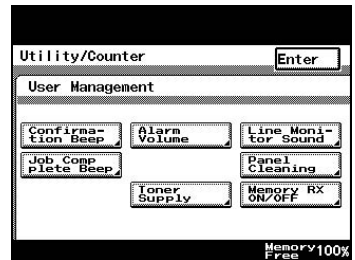 Utility/Counter
Enter
User Management
Confirma-
tion Beep
Alarm
Volume
Line Moni-
tor Sound
Job Comp
plete Beep
Panel
Cleaning
Toner
Supply
Memory RX
ON/OFF
Memory
Free 100%